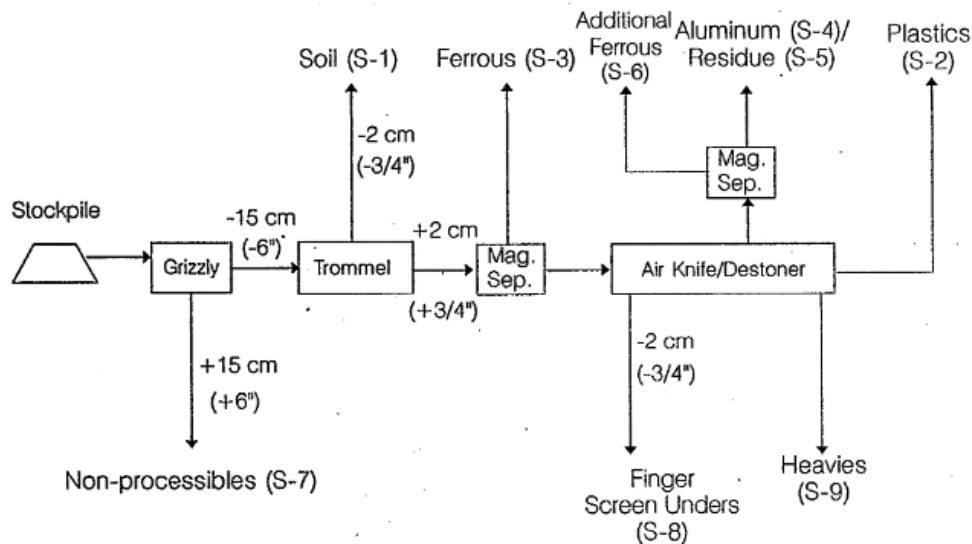 Additional
Ferrous
(S-6)
Aluminum (S-4)/
Residue (S-5)
Plastics
(S-2)
Soil (S-1)
Ferrous (S-3)
-2 cm
(-3/4")
Mag.
Sep.
Stockpile
-15 cm
(-6")
+2 cm
Grizzly
Trommel
Mag.
Sep.
Air Knife/Destoner
(+3/4")
+15 cm
(+6")
-2 cm
(-3/4")
Non-processibles (S-7)
Finger
Screen Unders
(S-8)
Heavies
(S-9)